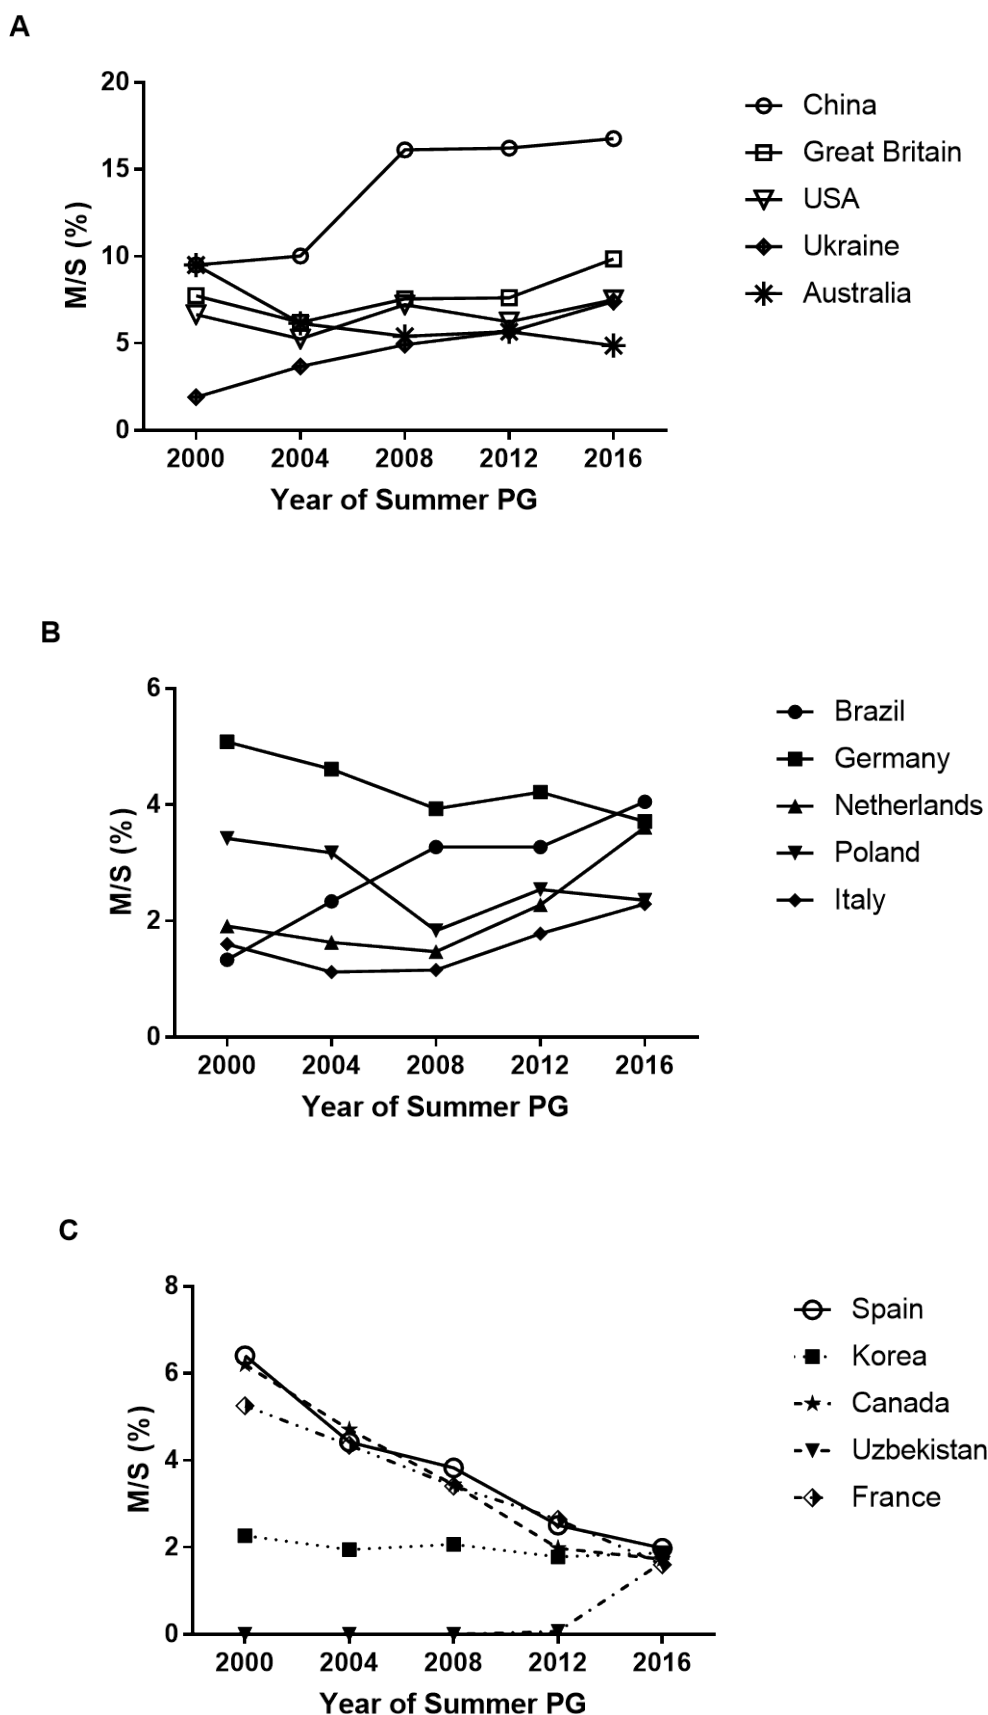 A
20
15
10
5
0
M/S (%)
2000 2004 2008 2012 2016
Year of Summer PG
China
Great Britain
USA
Ukraine
Australia
B
6
4
2
0
M/S (%)
2000 2004 2008 2012 2016
Year of Summer PG
Brazil
Germany
Netherlands
Poland
Italy
C
8
6
4
2
0
M/S (%)
2000 2004 2008 2012 2016
Year of Summer PG
Spain
Korea
Canada
Uzbekistan
France